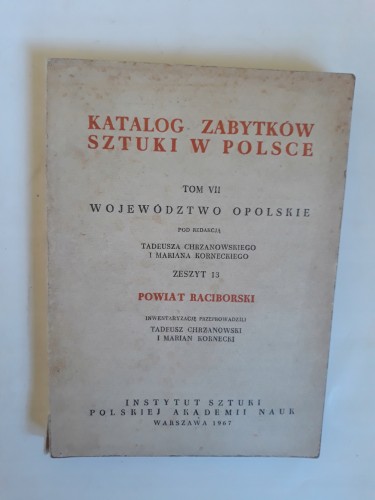 KATALOG ZABYTKÓW
SZTUKI W POLSCE
TOM VII
WOJEWÓDZTWO OPOLSKIE
POD REDAKCJĄ
TADEUSZA CHRZANOWSKIEGO
I MARIANA KORNECKIEGO
ZESZYT 13
POWIAT RACIBORSKI
INWENTARYZACJĘ PRZEPROWADZILI
TADEUSZ CHRZANOWSKI
I MARIAN KORNECKI
INSTYTUT SZTUKI
POLSKIEJ AKADEMII NAUK
WARSZAWA 1967